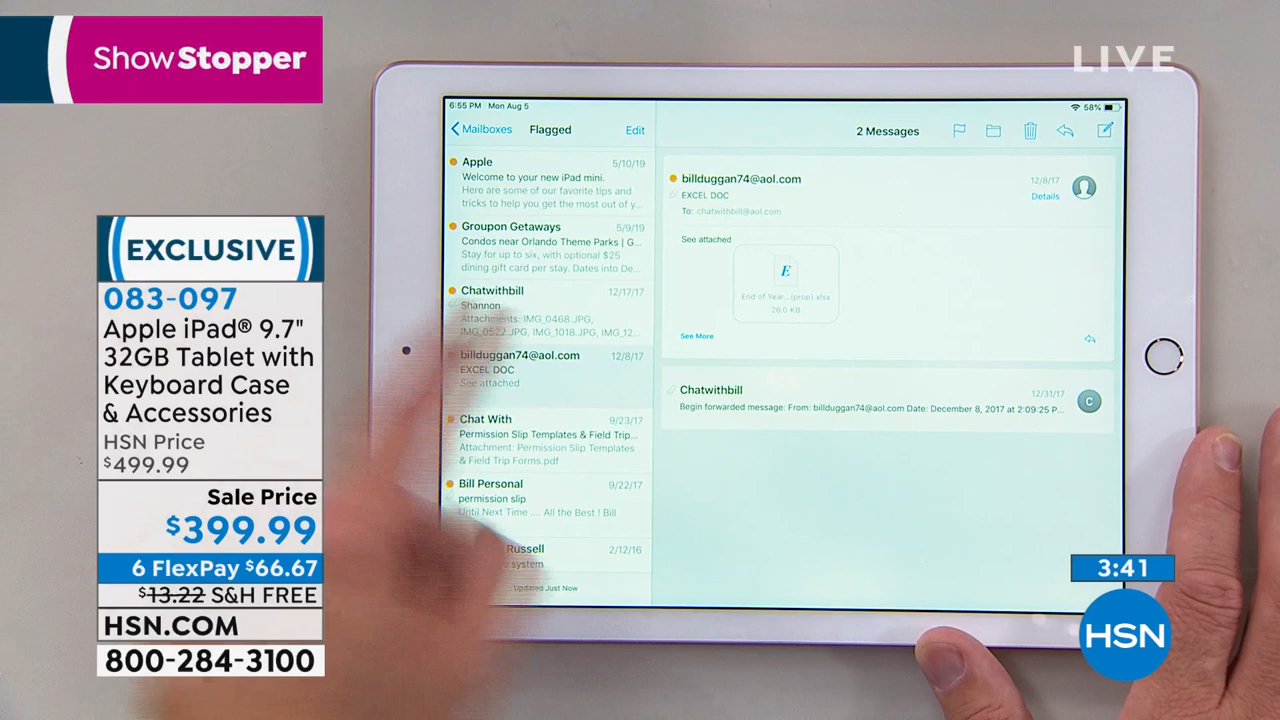 ShowStopper
LIVE
EXCLUSIVE
083-097
Apple iPad® 9.7"
32GB Tablet with
Keyboard Case
& Accessories
HSN Price
$499.99
Sale Price
$399.99
6 FlexPay $66.67
$13.22 S&H FREE
HSN.COM
800-284-3100
6:55 PM Mon Aug 5
58%
Mailboxes Flagged Edit
Apple 5/10/19
Welcome to your new iPad mini.
Here are some of our favorite tips and
tricks to help you get the most out of y...
Groupon Getaways 5/9/19
Condos near Orlando Theme Parks | G...
Stay for up to six, with optional $25
dining gift card per stay. Dates into De...
Chatwithbill 12/17/17
Shannon
Attachments: IMG_0468.JPG,
IMG_0522.JPG, IMG_1018.JPG, IMG_12...
billduggan74@aol.com 12/8/17
EXCEL DOC
See attached
Chat With 9/23/17
Permission Slip Templates & Field Trip...
Attachment: Permission Slip Templates
& Field Trip Forms.pdf
Bill Personal 9/22/17
permission slip
Until Next Time .... All the Best ! Bill
Russell 2/12/16
system
Updated Just Now
2 Messages
billduggan74@aol.com 12/8/17
EXCEL DOC Details
To: chatwithbill@aol.com
See attached
E
End of Year...(prop).xlsx
26.0 KB
See More
Chatwithbill 12/31/17
Begin forwarded message: From: billduggan74@aol.com Date: December 8, 2017 at 2:09:25 P...
C
3:41
HSN